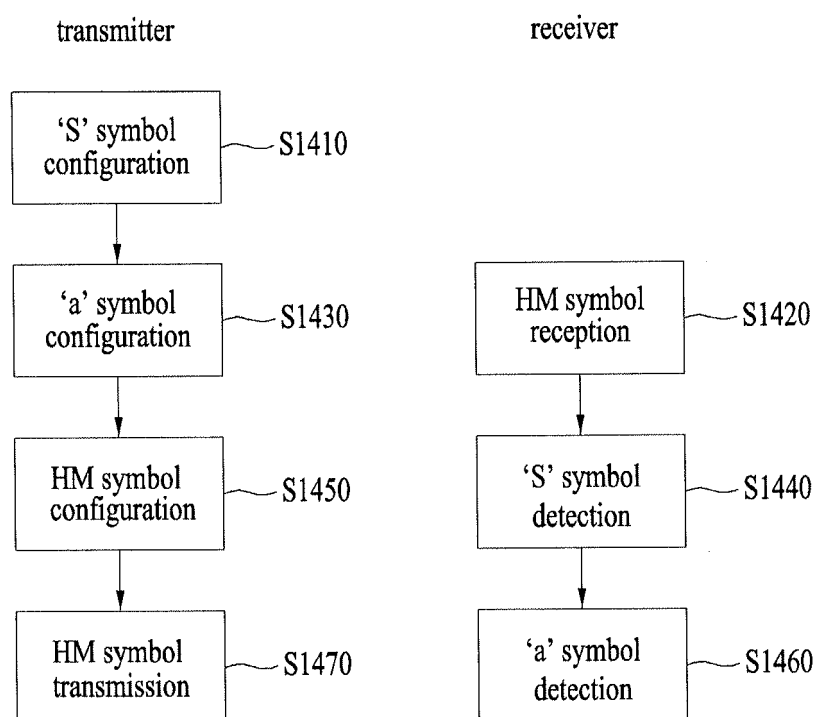 transmitter
receiver
‘S’ symbol
configuration
S1410
‘a’ symbol
configuration
S1430
HM symbol
reception
S1420
HM symbol
configuration
S1450
‘S’ symbol
detection
S1440
HM symbol
transmission
S1470
‘a’ symbol
detection
S1460